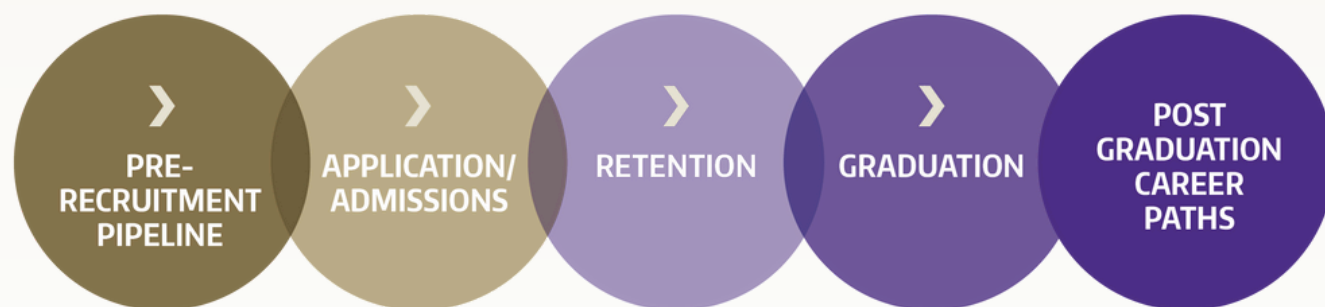 PRE-
RECRUITMENT
PIPELINE
APPLICATION/
ADMISSIONS
RETENTION
GRADUATION
POST
GRADUATION
CAREER
PATHS